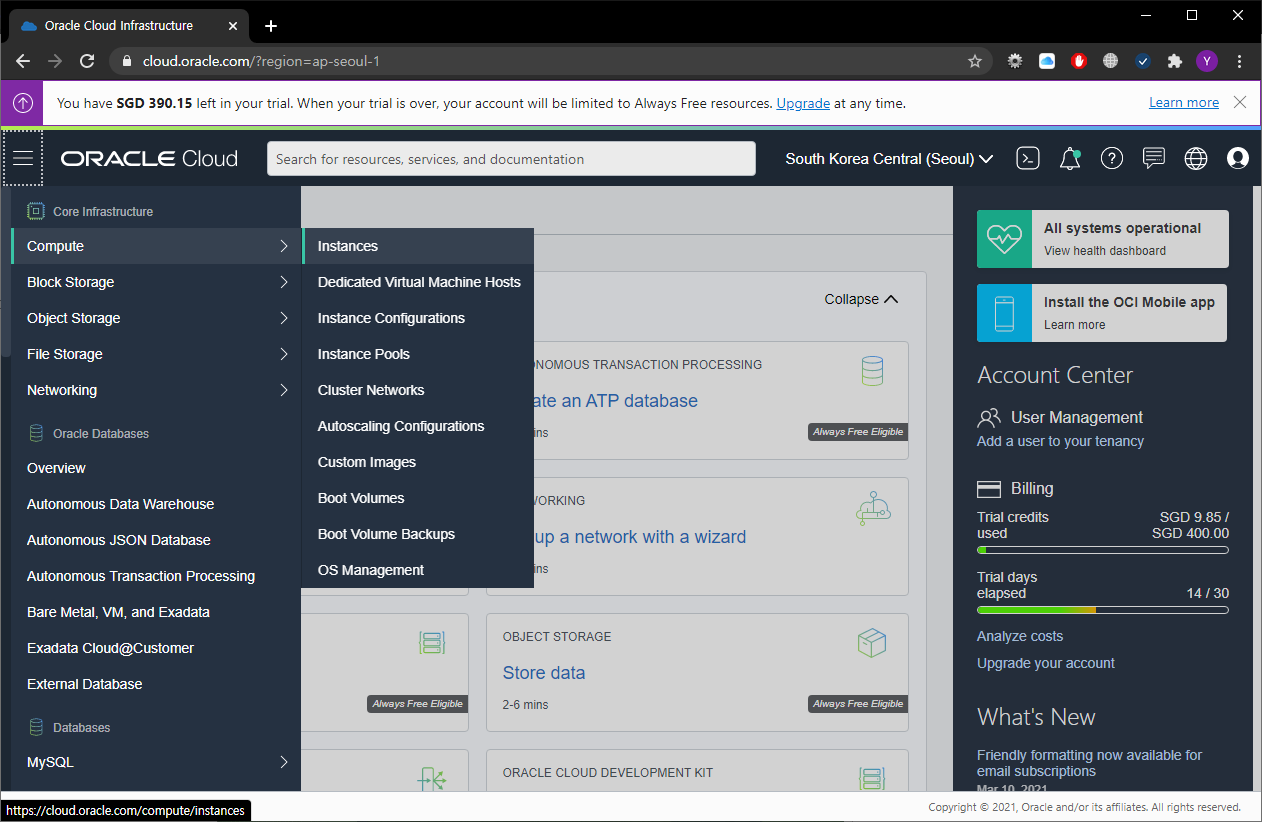 Oracle Cloud Infrastructure
cloud.oracle.com/?region=ap-seoul-1
Y
You have SGD 390.15 left in your trial. When your trial is over, your account will be limited to Always Free resources. Upgrade at any time.
Learn more
ORACLE Cloud
Search for resources, services, and documentation
South Korea Central (Seoul)
Core Infrastructure
Compute
Block Storage
Object Storage
File Storage
Networking
Oracle Databases
Overview
Autonomous Data Warehouse
Autonomous JSON Database
Autonomous Transaction Processing
Bare Metal, VM, and Exadata
Exadata Cloud@Customer
External Database
Databases
MySQL
Instances
Dedicated Virtual Machine Hosts
Instance Configurations
Instance Pools
Cluster Networks
Autoscaling Configurations
Custom Images
Boot Volumes
Boot Volume Backups
OS Management
Collapse
NOMOUS TRANSACTION PROCESSING
ate an ATP database
ins
Always Free Eligible
WORKING
up a network with a wizard
ins
Always Free Eligible
OBJECT STORAGE
Store data
2-6 mins
Always Free Eligible
ORACLE CLOUD DEVELOPMENT KIT
All systems operational
View health dashboard
Install the OCI Mobile app
Learn more
Account Center
User Management
Add a user to your tenancy
Billing
Trial credits used
SGD 9.85 / SGD 400.00
Trial days elapsed
14 / 30
Analyze costs
Upgrade your account
What's New
Friendly formatting now available for
email subscriptions
Mar 10, 2021
https://cloud.oracle.com/compute/instances
Copyright © 2021, Oracle and/or its affiliates. All rights reserved.